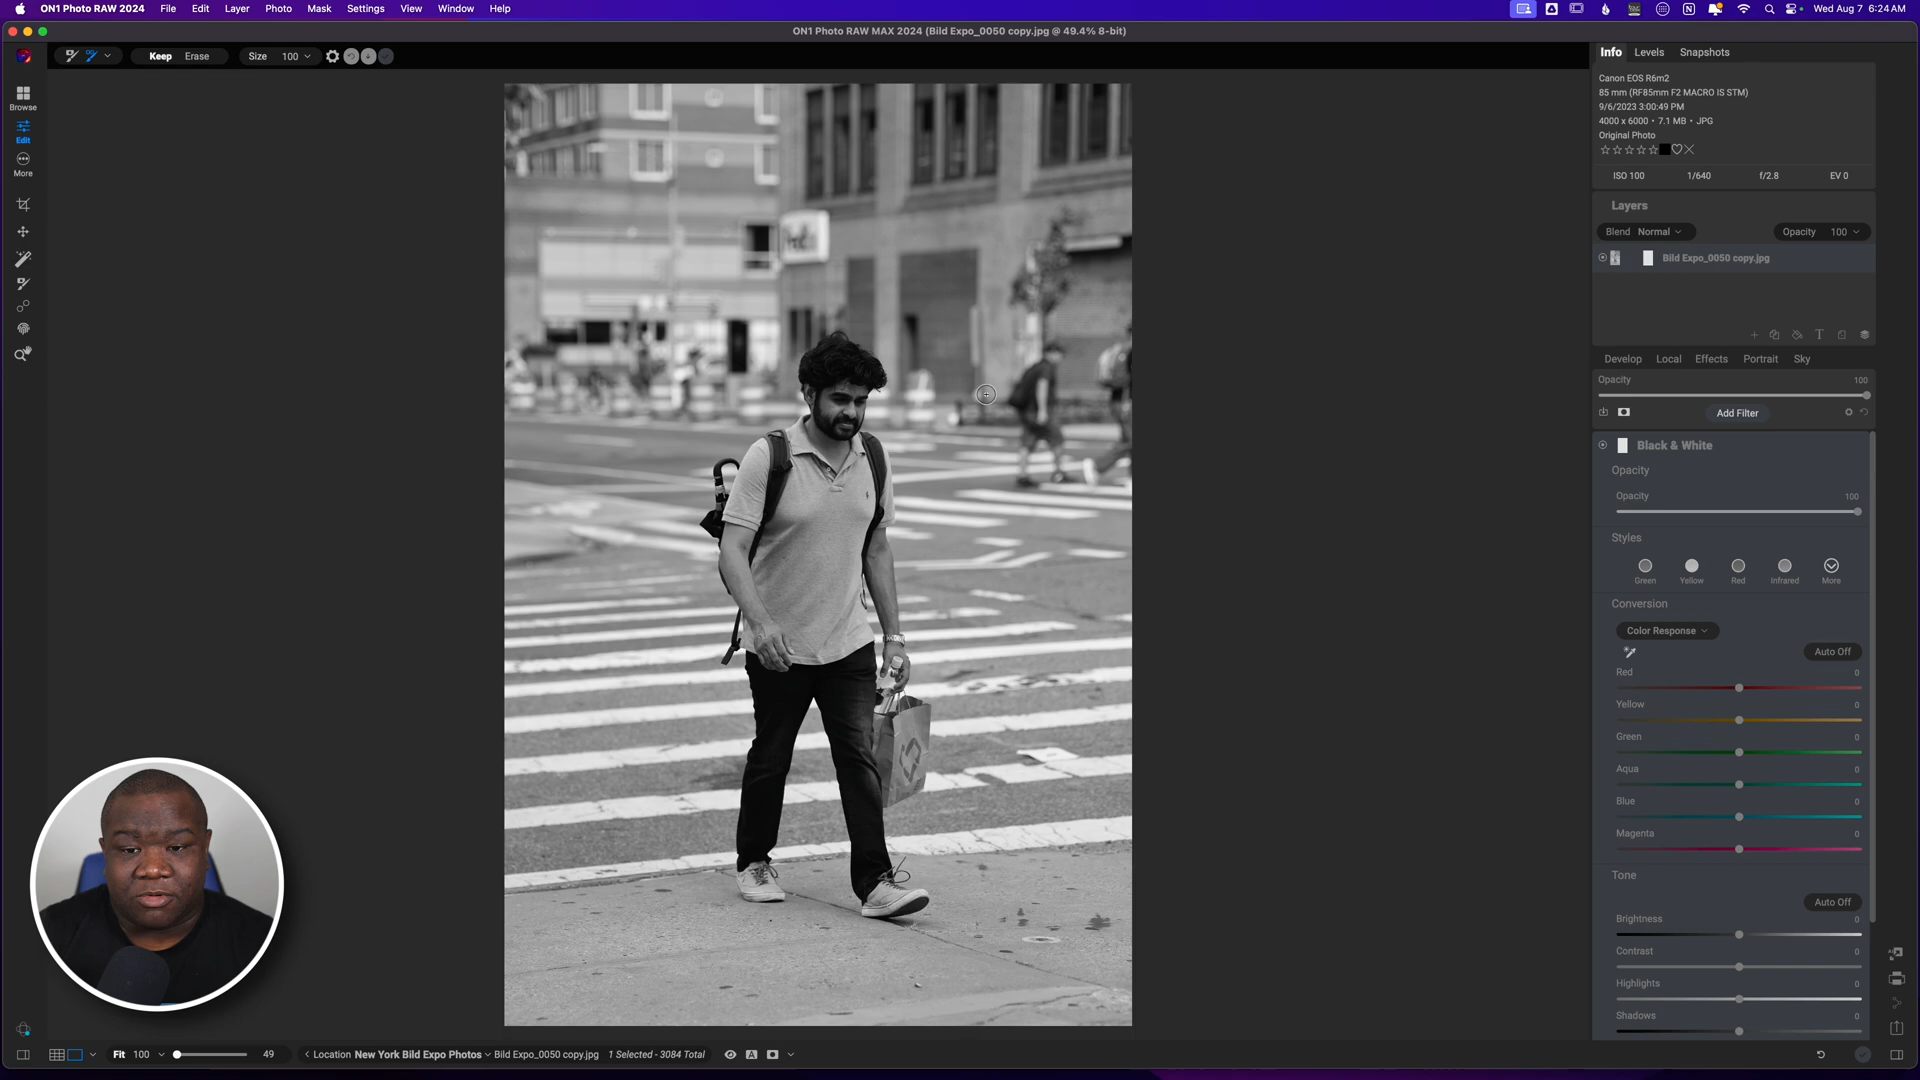 ON1 Photo RAW 2024 File Edit Layer Photo Mask Settings View Window Help Wed Aug 7 6:24 AM
ON1 Photo RAW MAX 2024 (Bild Expo_0050 copy.jpg @ 49.4% 8-bit)
Keep Erase Size 100
Browse
Edit
More
Info Levels Snapshots
Canon EOS R6m2
85 mm (RF85mm F2 MACRO IS STM)
9/6/2023 3:00:49 PM
4000 x 6000 • 7.1 MB • JPG
Original Photo
ISO 100 1/640 f/2.8 EV 0
Layers
Blend Normal Opacity 100
Bild Expo_0050 copy.jpg
Develop Local Effects Portrait Sky
Opacity 100
Add Filter
Black & White
Opacity
Opacity 100
Styles
Green Yellow Red Infrared More
Conversion
Color Response
Auto Off
Red 0
Yellow 0
Green 0
Aqua 0
Blue 0
Magenta 0
Tone
Auto Off
Brightness 0
Contrast 0
Highlights 0
Shadows 0
Fit 100 49 Location New York Bild Expo Photos Bild Expo_0050 copy.jpg 1 Selected - 3084 Total